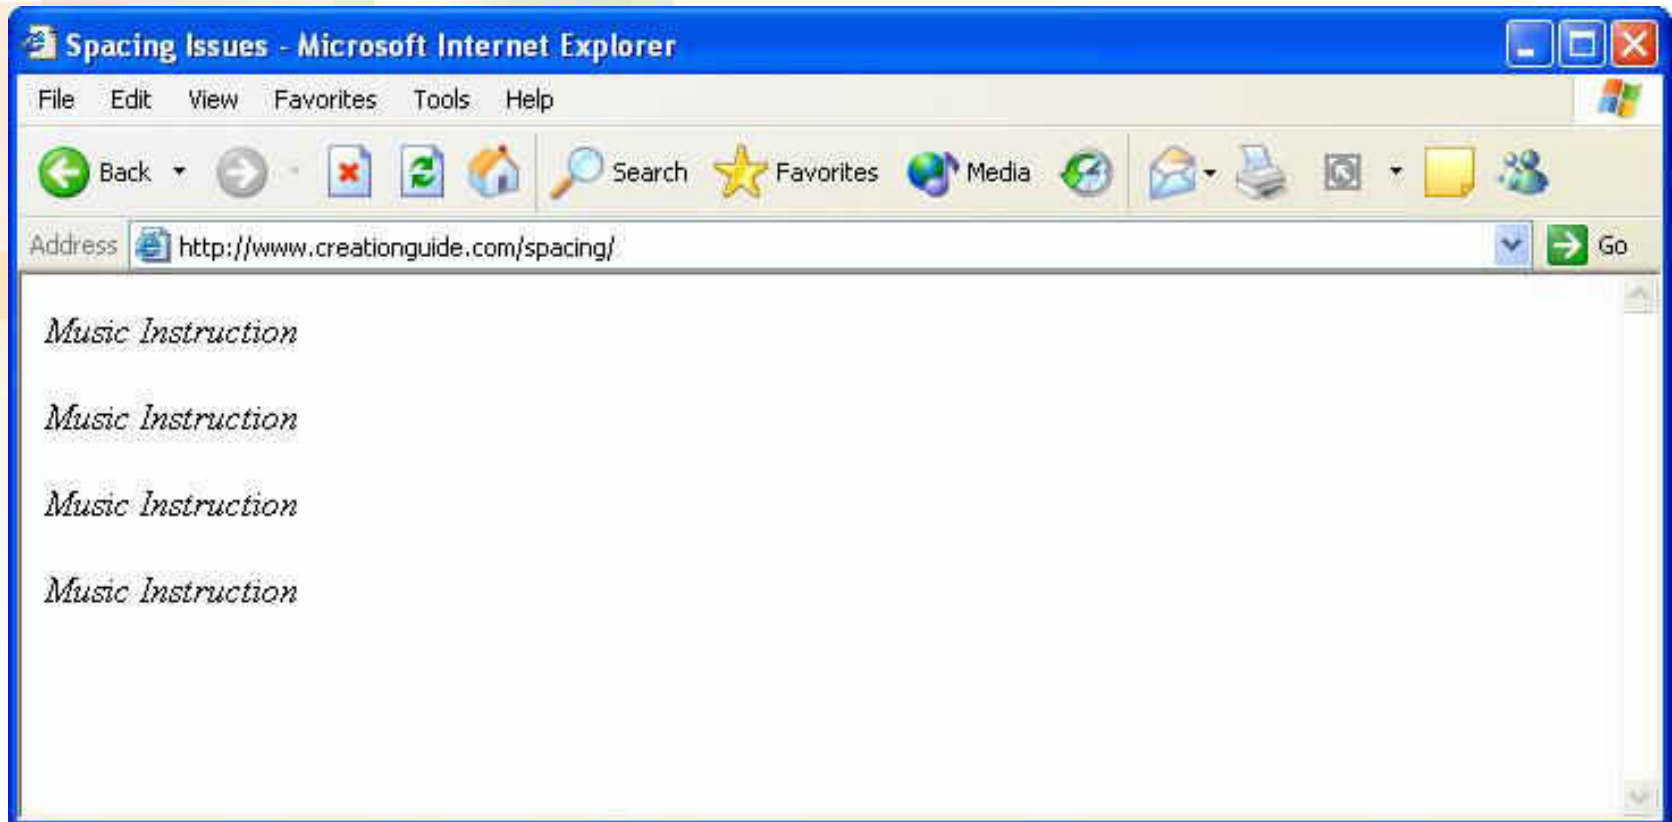 Spacing Issues - Microsoft Internet Explorer
File Edit View Favorites Tools Help
Back Search Favorites Media
Address http://www.creationguide.com/spacing/ Go
Music Instruction
Music Instruction
Music Instruction
Music Instruction